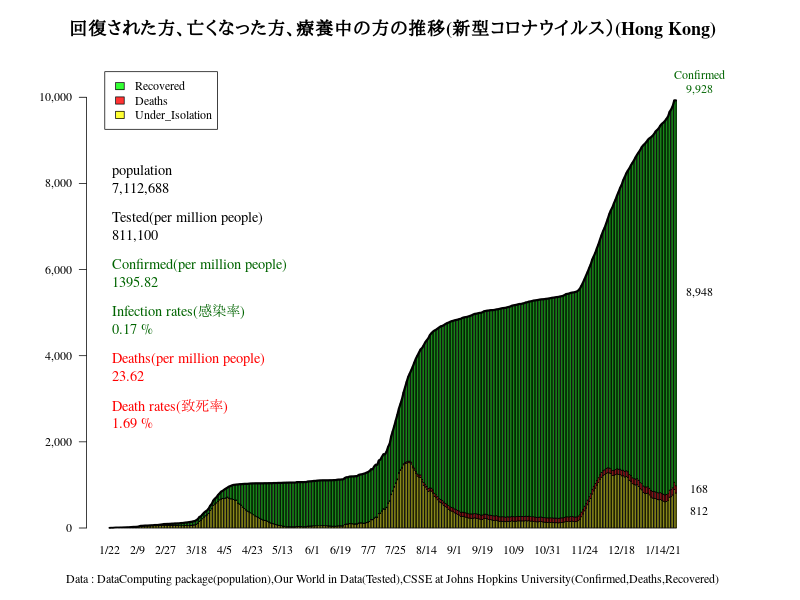 回復された方、亡くなった方、療養中の方の推移(新型コロナウイルス）(Hong Kong)
Recovered
Deaths
Under_Isolation
Confirmed
9,928
10,000
8,000
6,000
4,000
2,000
0
population
7,112,688
Tested(per million people)
811,100
Confirmed(per million people)
1395.82
Infection rates(感染率)
0.17 %
Deaths(per million people)
23.62
Death rates(致死率)
1.69 %
8,948
168
812
1/22 2/9 2/27 3/18 4/5 4/23 5/13 6/1 6/19 7/7 7/25 8/14 9/1 9/19 10/9 10/31 11/24 12/18 1/14/21
Data : DataComputing package(population),Our World in Data(Tested),CSSE at Johns Hopkins University(Confirmed,Deaths,Recovered)